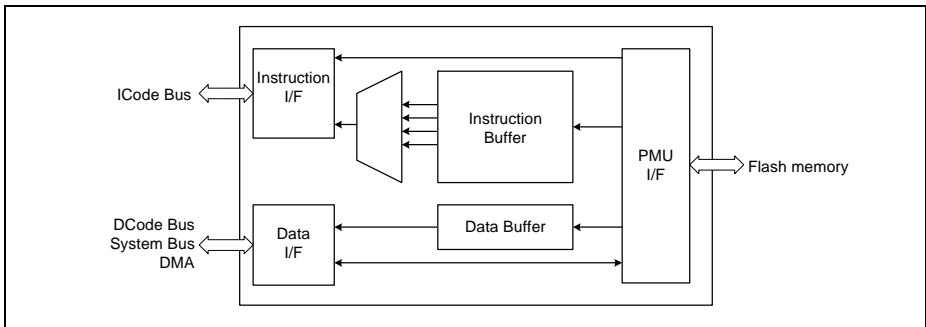 ICode Bus
Instruction
I/F
Instruction
Buffer
PMU
I/F
Flash memory
DCode Bus
System Bus
DMA
Data
I/F
Data Buffer